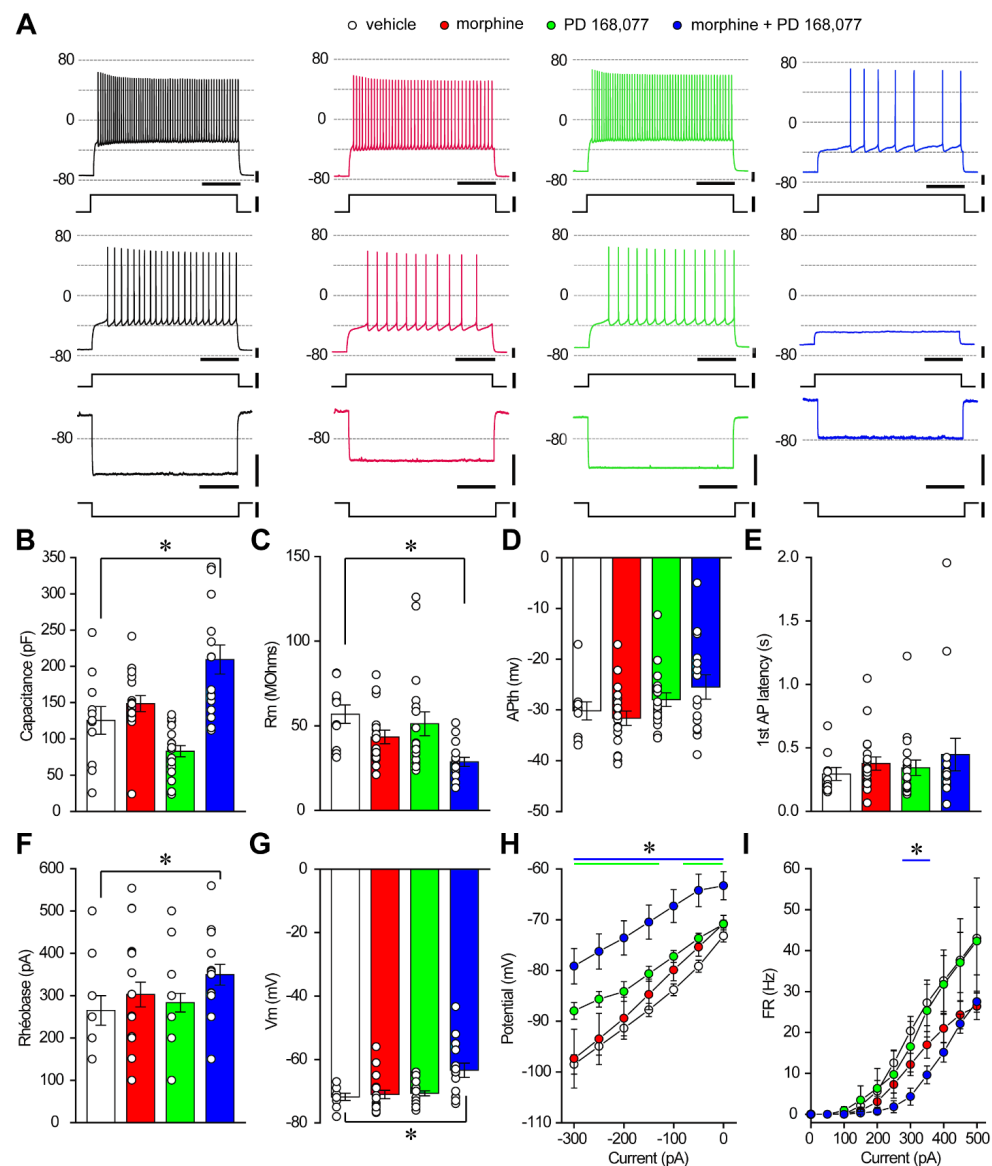 vehicle morphine PD 168,077 morphine + PD 168,077
A
80 80 80 80
0 0 0 0
-80 -80 -80 -80
80 80 80 80
0 0 0 0
-80 -80 -80 -80
-80 -80 -80 -80
B
*
Capacitance (pF)
350
300
250
200
150
100
50
0
C
*
Rm (MOhms)
150
100
50
0
D
APth (mv)
0
-10
-20
-30
-40
-50
E
1st AP latency (s)
2.0
1.5
1.0
0.5
0.0
F
*
Rhéobase (pA)
600
500
400
300
200
100
0
G
Vm (mV)
0
-20
-40
-60
-80
*
H
*
Potential (mV)
-60
-70
-80
-90
-100
-110
-300 -200 -100 0
Current (pA)
I
*
FR (Hz)
60
50
40
30
20
10
0
0 100 200 300 400 500
Current (pA)